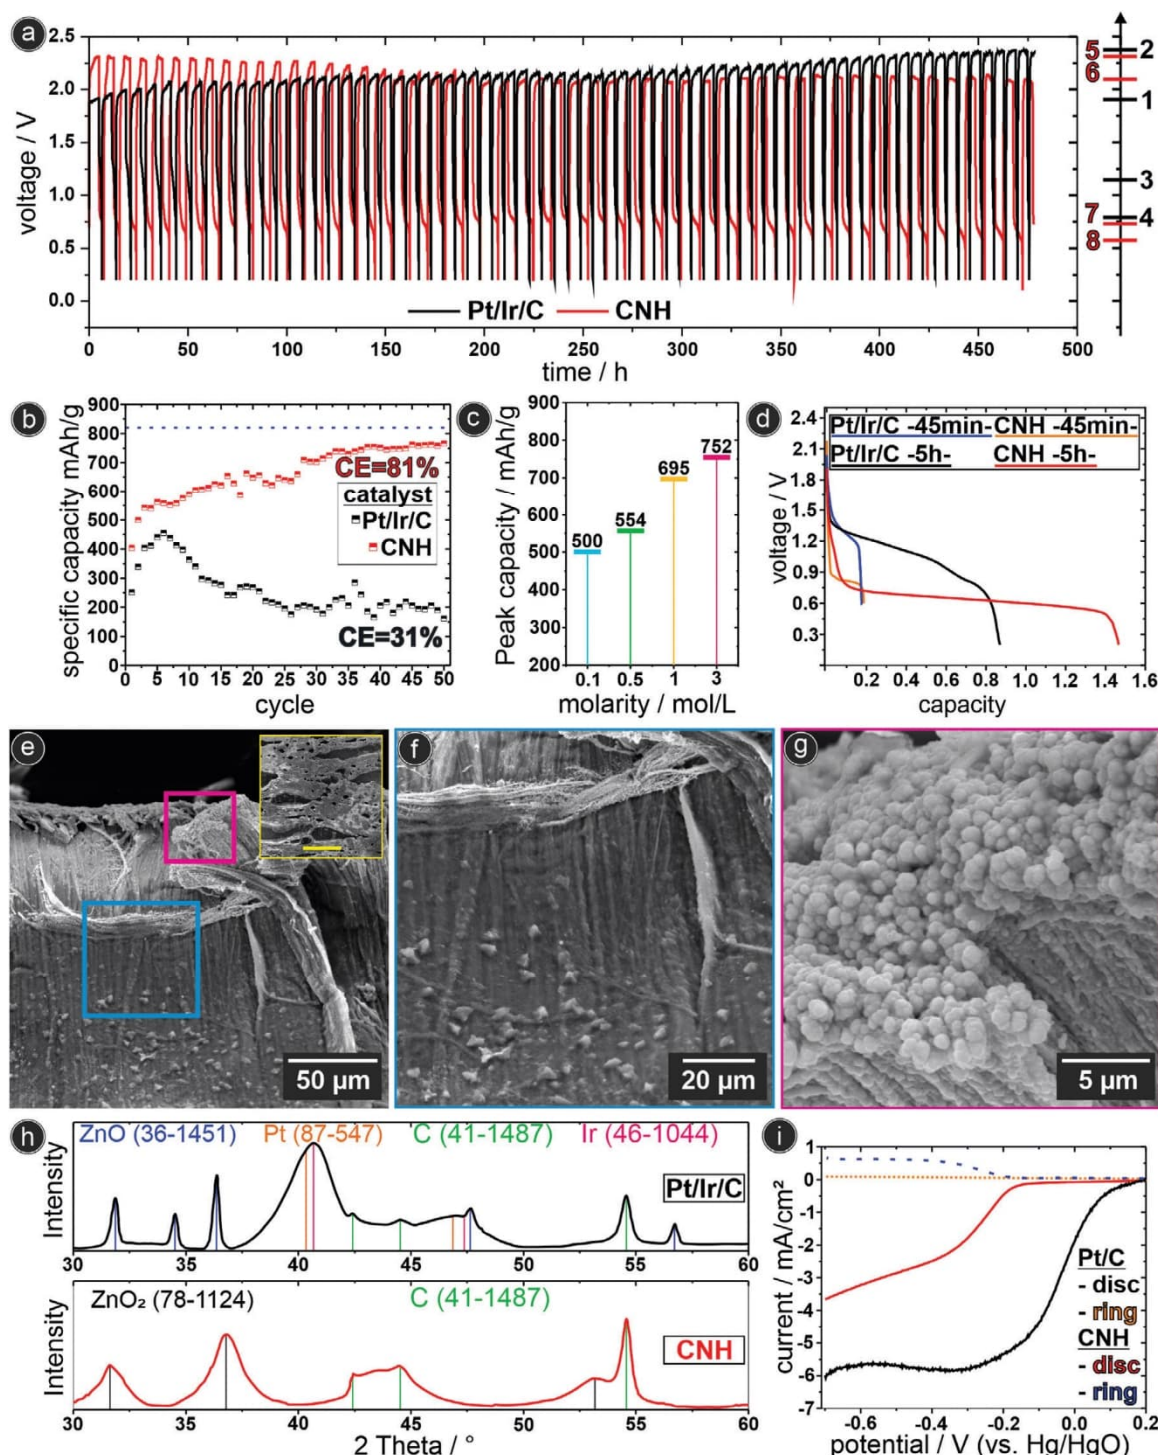 a
2.5
2.0
1.5
1.0
0.5
0.0
voltage / V
Pt/Ir/C CNH
0 50 100 150 200 250 300 350 400 450 500
time / h
5 2
6
1
3
7 4
8
b
900
800
700
600
500
400
300
200
100
0
specific capacity mAh/g
CE=81%
catalyst
Pt/Ir/C
CNH
CE=31%
0 5 10 15 20 25 30 35 40 45 50
cycle
c
900
800
700
600
500
400
300
200
Peak capacity / mAh/g
500 554 695 752
0.1 0.5 1 3
molarity / mol/L
d
2.4
2.1
1.8
1.5
1.2
0.9
0.6
0.3
voltage / V
Pt/Ir/C -45min- CNH -45min-
Pt/Ir/C -5h- CNH -5h-
0.2 0.4 0.6 0.8 1.0 1.2 1.4 1.6
capacity
e
50 µm
f
20 µm
g
5 µm
h
ZnO (36-1451) Pt (87-547) C (41-1487) Ir (46-1044)
Intensity
Pt/Ir/C
30 35 40 45 50 55 60
ZnO₂ (78-1124) C (41-1487)
Intensity
CNH
30 35 40 45 50 55 60
2 Theta / °
i
1
0
-1
-2
-3
-4
-5
-6
-7
current / mA/cm²
Pt/C
- disc
- ring
CNH
- disc
- ring
-0.6 -0.4 -0.2 0.0 0.2
potential / V (vs. Hg/HgO)